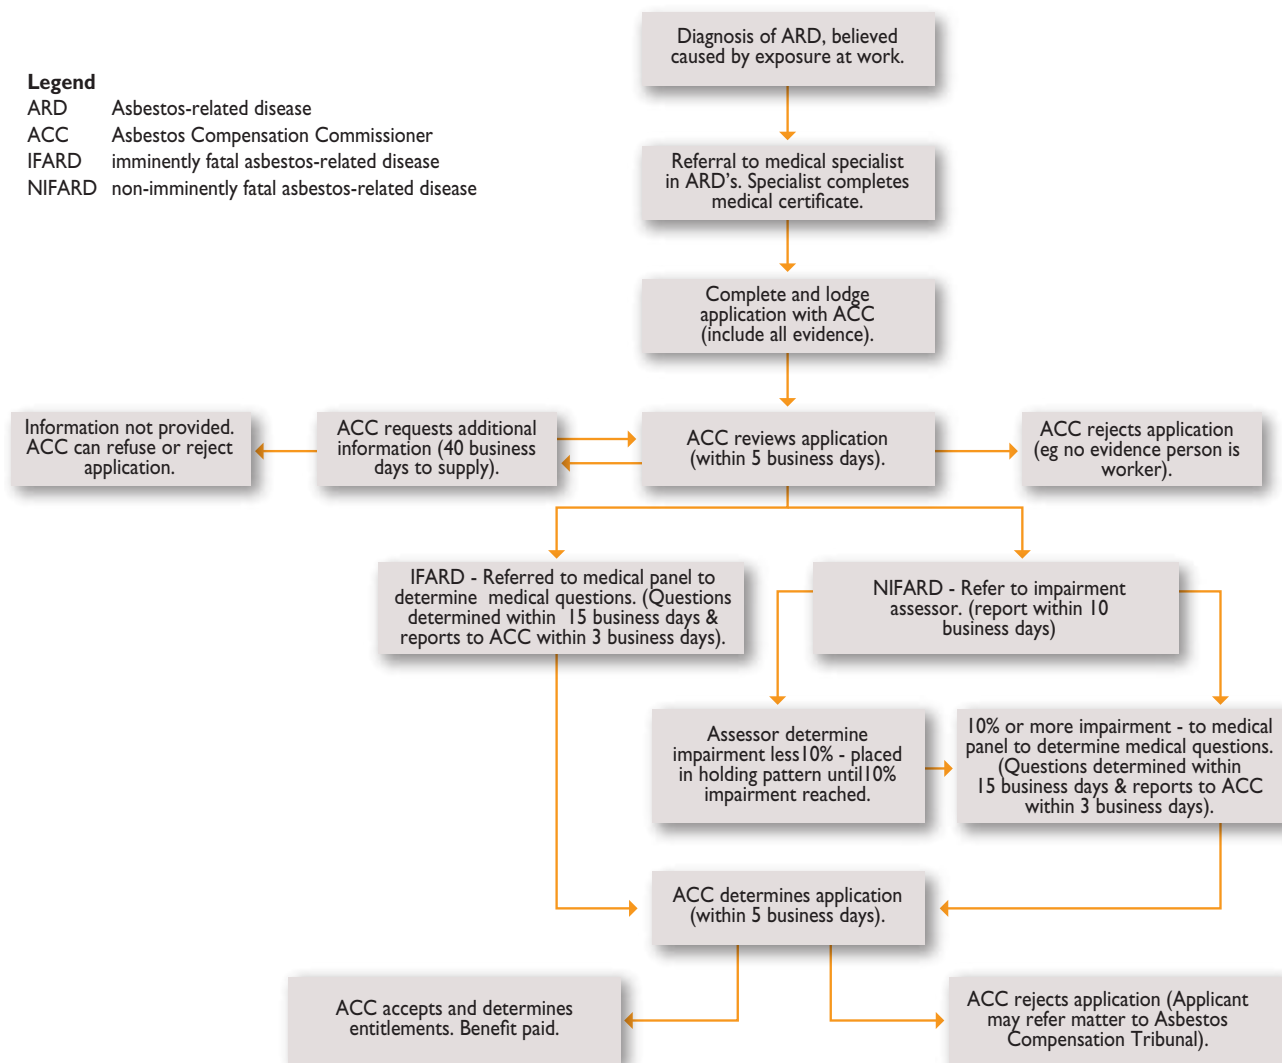 Diagnosis of ARD, believed
caused by exposure at work.
Legend
ARD Asbestos-related disease
ACC Asbestos Compensation Commissioner
IFARD imminently fatal asbestos-related disease
NIFARD non-imminently fatal asbestos-related disease
Referral to medical specialist
in ARD's. Specialist completes
medical certificate.
Complete and lodge
application with ACC
(include all evidence).
Information not provided.
ACC can refuse or reject
application.
ACC requests additional
information (40 business
days to supply).
ACC reviews application
(within 5 business days).
ACC rejects application
(eg no evidence person is
worker).
IFARD - Referred to medical panel to
determine medical questions. (Questions
determined within 15 business days &
reports to ACC within 3 business days).
NIFARD - Refer to impairment
assessor. (report within 10
business days)
Assessor determine
impairment less10% - placed
in holding pattern until10%
impairment reached.
10% or more impairment - to medical
panel to determine medical questions.
(Questions determined within
15 business days & reports to ACC
within 3 business days).
ACC determines application
(within 5 business days).
ACC accepts and determines
entitlements. Benefit paid.
ACC rejects application (Applicant
may refer matter to Asbestos
Compensation Tribunal).